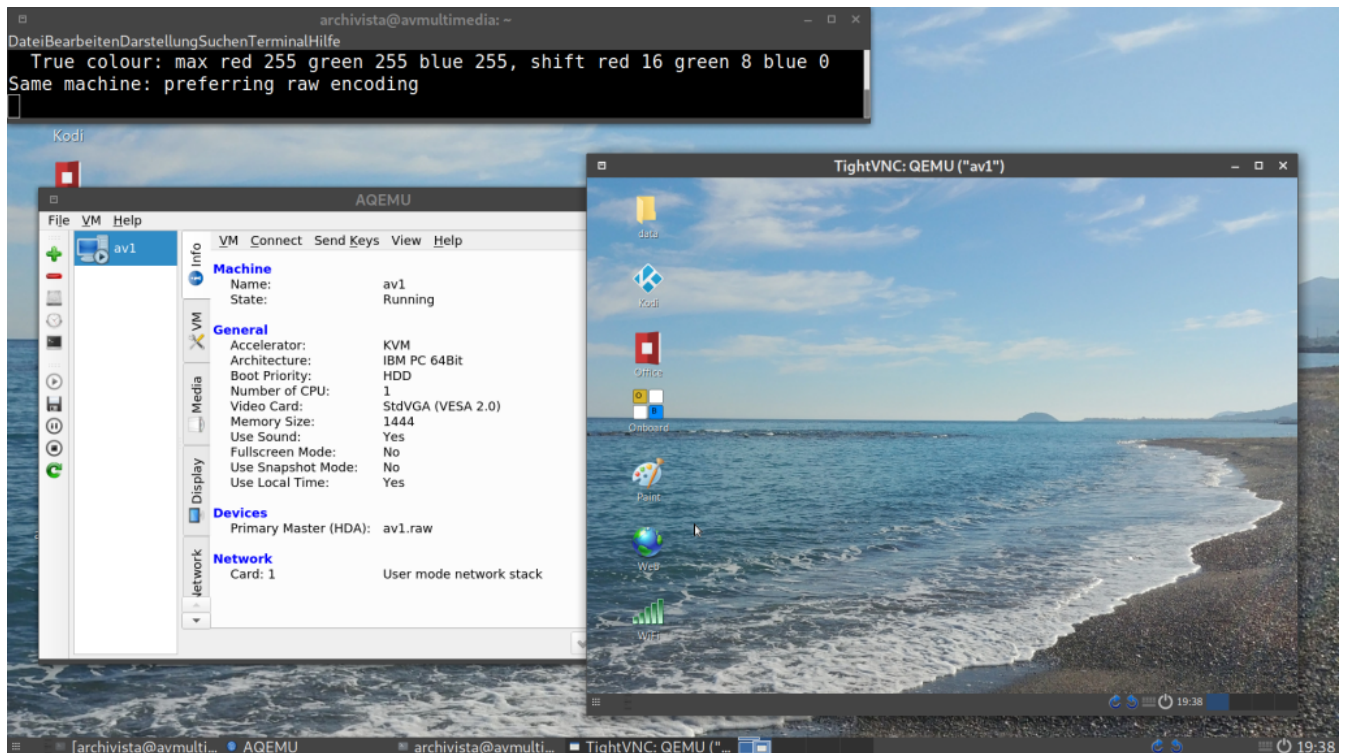 archivista@avmultimedia: ~
DateiBearbeitenDarstellungSuchenTerminalHilfe
True colour: max red 255 green 255 blue 255, shift red 16 green 8 blue 0
Same machine: preferring raw encoding
Kodi
AQEMU
File VM Help
av1
Info
VM
Media
Display
Network
VM Connect Send Keys View Help
Machine
Name: av1
State: Running
General
Accelerator: KVM
Architecture: IBM PC 64Bit
Boot Priority: HDD
Number of CPU: 1
Video Card: StdVGA (VESA 2.0)
Memory Size: 1444
Use Sound: Yes
Fullscreen Mode: No
Use Snapshot Mode: No
Use Local Time: Yes
Devices
Primary Master (HDA): av1.raw
Network
Card: 1 User mode network stack
TightVNC: QEMU ("av1")
data
Kodi
Office
O
B
Onboard
Paint
Web
WiFi
19:38
[archivista@avmulti... AQEMU archivista@avmulti... TightVNC: QEMU ("... 19:38